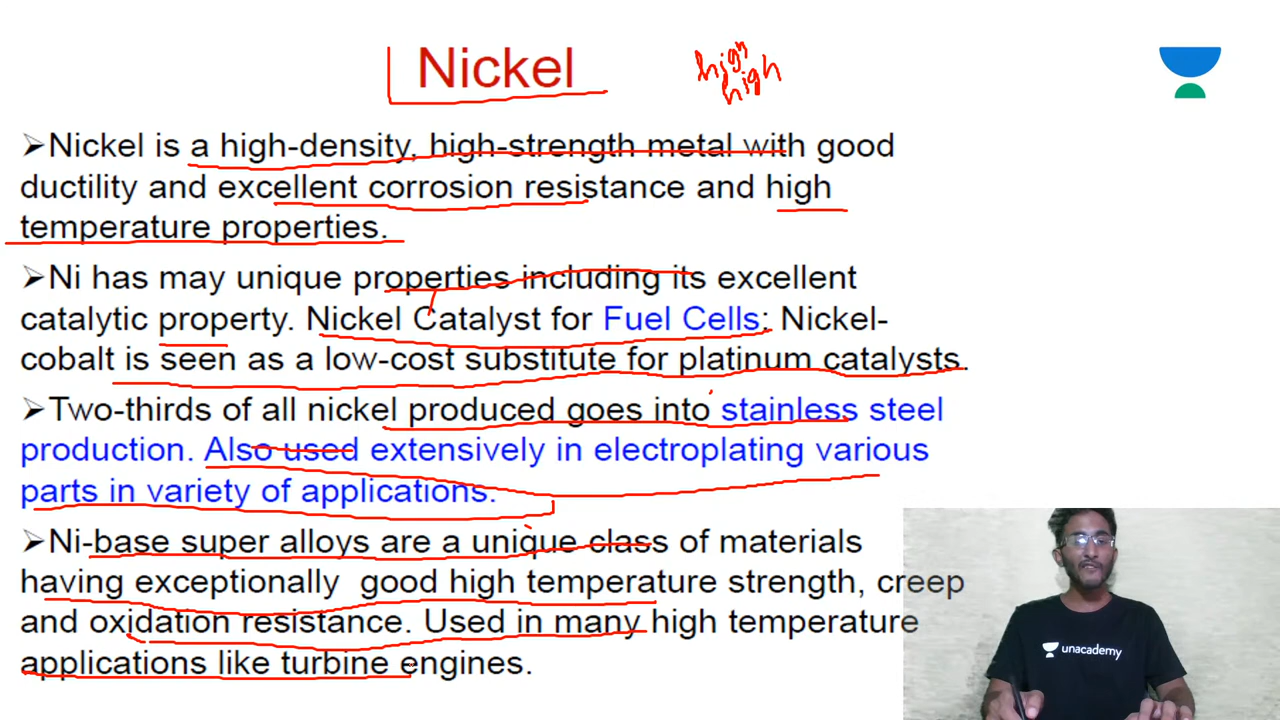 Nickel
high
high
➢Nickel is a high-density, high-strength metal with good
ductility and excellent corrosion resistance and high
temperature properties.
➢Ni has may unique properties including its excellent
catalytic property. Nickel Catalyst for Fuel Cells; Nickel-
cobalt is seen as a low-cost substitute for platinum catalysts.
➢Two-thirds of all nickel produced goes into stainless steel
production. Also used extensively in electroplating various
parts in variety of applications.
➢Ni-base super alloys are a unique class of materials
having exceptionally good high temperature strength, creep
and oxidation resistance. Used in many high temperature
applications like turbine engines.
unacademy